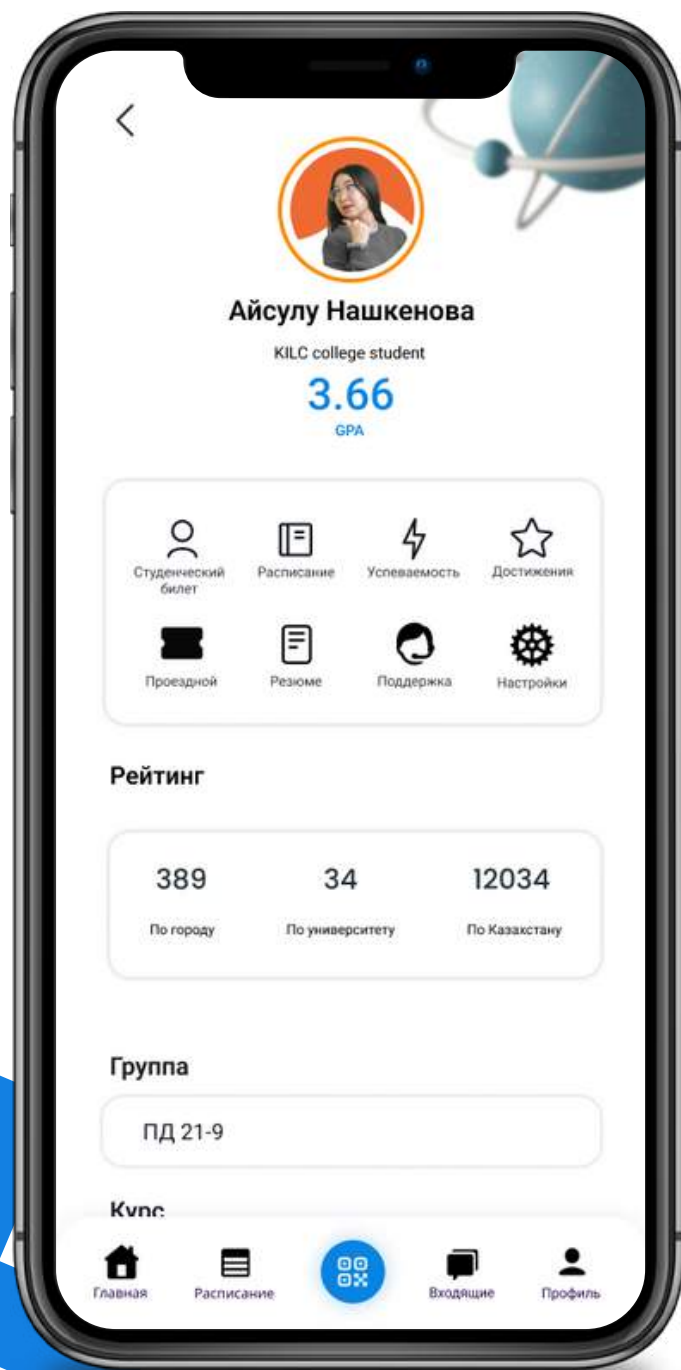 Айсулу Нашкенова
KILC college student
3.66
GPA
Студенческий
билет
Расписание
Успеваемость
Достижения
Проездной
Резюме
Поддержка
Настройки
Рейтинг
389
34
12034
По городу
По университету
По Казахстану
Группа
ПД 21-9
Курс
Главная
Расписание
Входящие
Профиль